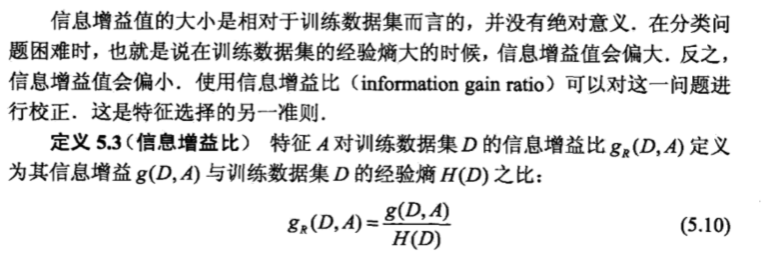 信息增益值的大小是相对于训练数据集而言的，并没有绝对意义．在分类问
题困难时，也就是说在训练数据集的经验熵大的时候，信息增益值会偏大．反之，
信息增益值会偏小．使用信息增益比（information gain ratio）可以对这一问题进
行校正．这是特征选择的另一准则．
定义 5.3（信息增益比） 特征 A 对训练数据集 D 的信息增益比 g_R(D, A) 定义
为其信息增益 g(D, A) 与训练数据集 D 的经验熵 H(D) 之比：
g_R(D, A) = g(D, A) / H(D) (5.10)